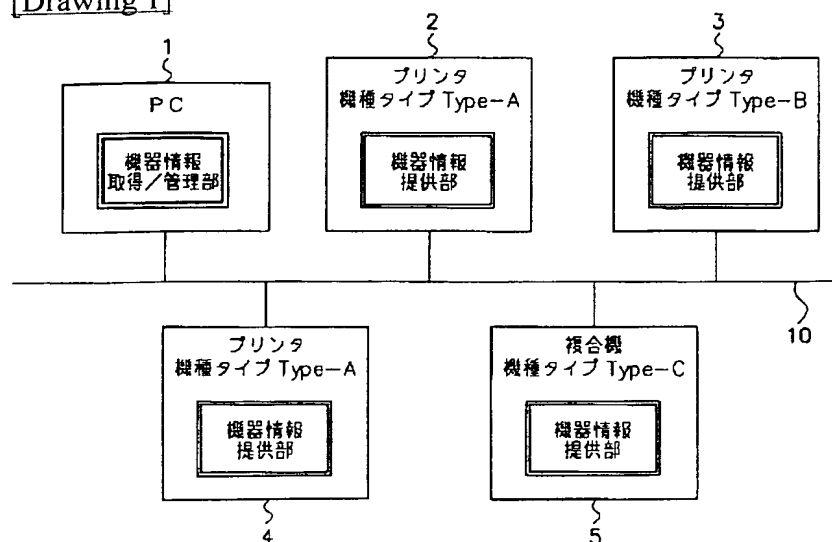 [Drawing 1]
1
PC
機器情報
取得／管理部
2
プリンタ
機種タイプ Type-A
機器情報
提供部
3
プリンタ
機種タイプ Type-B
機器情報
提供部
10
プリンタ
機種タイプ Type-A
機器情報
提供部
4
複合機
機種タイプ Type-C
機器情報
提供部
5